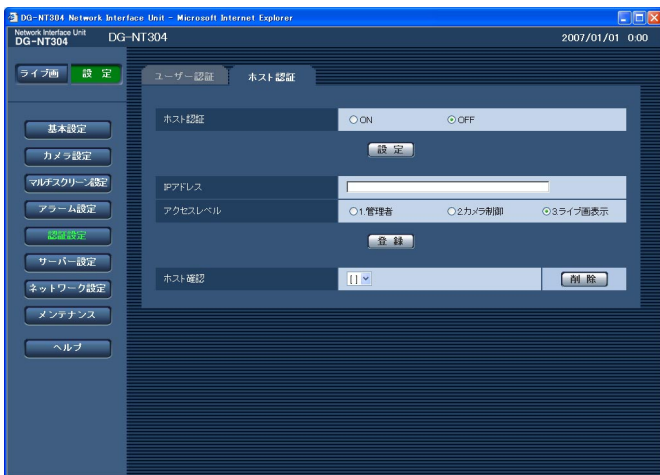 DG-NT304 Network Interface Unit - Microsoft Internet Explorer
Network Interface Unit
DG-NT304
DG-NT304
2007/01/01 0:00
ライブ画
設 定
ユーザー認証
ホスト認証
基本設定
カメラ設定
マルチスクリーン設定
アラーム設定
認証設定
サーバー設定
ネットワーク設定
メンテナンス
ヘルプ
ホスト認証
ON
OFF
設 定
IPアドレス
アクセスレベル
1.管理者
2.カメラ制御
3.ライブ画表示
登 録
ホスト確認
[ ]
削 除